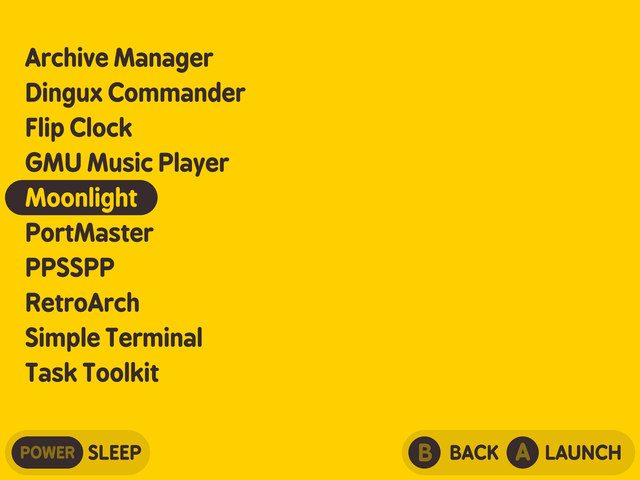 Archive Manager
Dingux Commander
Flip Clock
GMU Music Player
Moonlight
PortMaster
PPSSPP
RetroArch
Simple Terminal
Task Toolkit
POWER SLEEP B BACK A LAUNCH